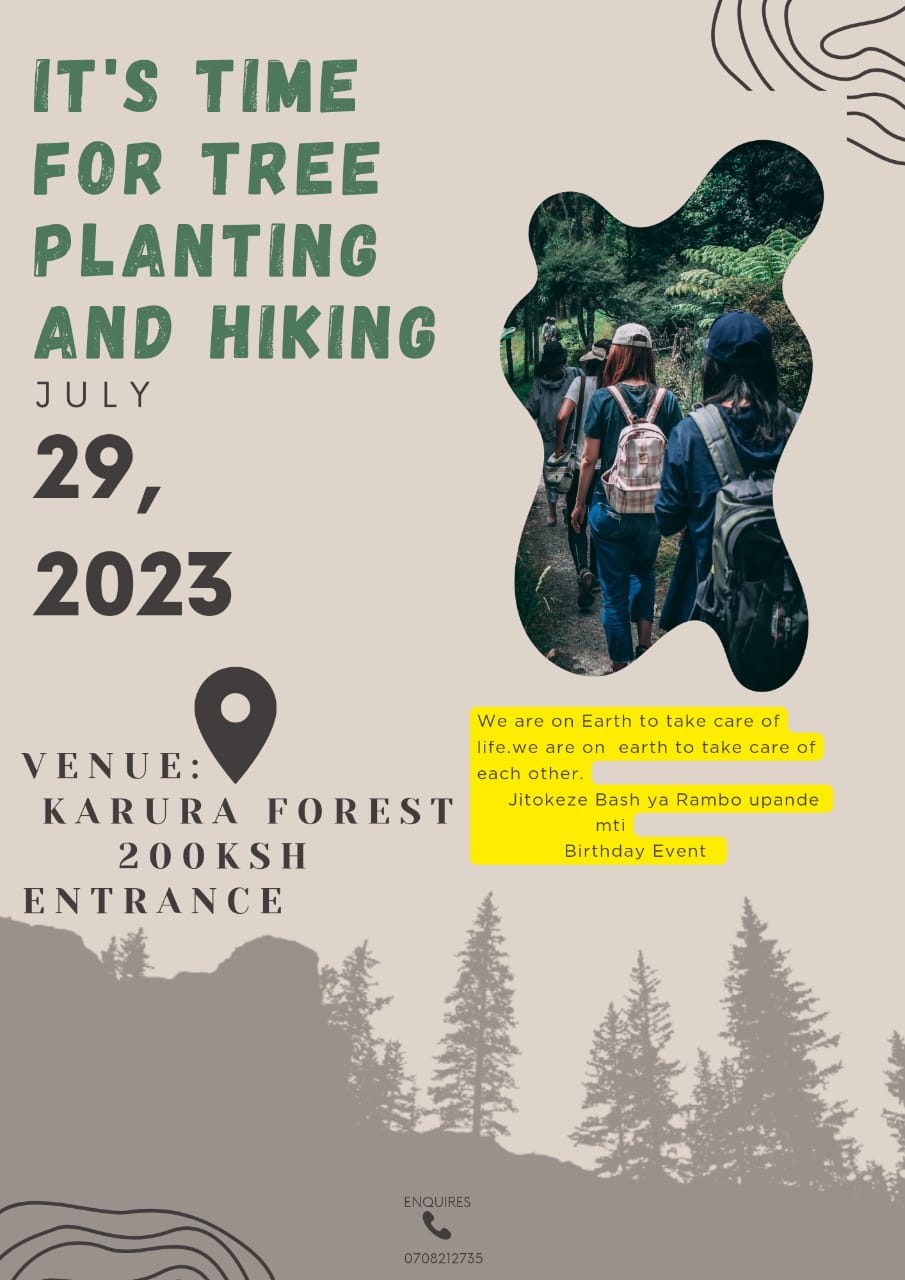 IT'S TIME
FOR TREE
PLANTING
AND HIKING
JULY
29,
2023
VENUE:
KARURA FOREST
200KSH
ENTRANCE
We are on Earth to take care of
life.we are on earth to take care of
each other.
Jitokeze Bash ya Rambo upande
mti
Birthday Event
ENQUIRES
0708212735